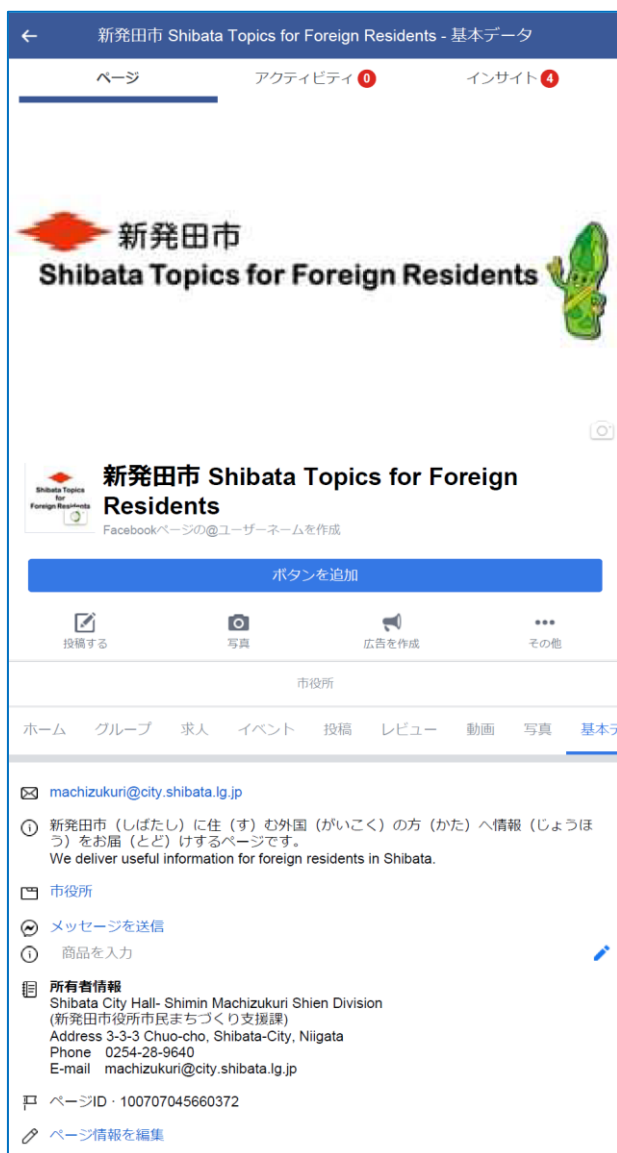 新発田市 Shibata Topics for Foreign Residents - 基本データ
ページ アクティビティ 0 インサイト 4
新発田市
Shibata Topics for Foreign Residents
Shibata Topics
for
Foreign Residents
新発田市 Shibata Topics for Foreign
Residents
Facebookページの@ユーザーネームを作成
ボタンを追加
投稿する 写真 広告を作成 その他
市役所
ホーム グループ 求人 イベント 投稿 レビュー 動画 写真 基本デ
machizukuri@city.shibata.lg.jp
新発田市（しばたし）に住（す）む外国（がいこく）の方（かた）へ情報（じょうほ
う）をお届（とど）けするページです。
We deliver useful information for foreign residents in Shibata.
市役所
メッセージを送信
商品を入力
所有者情報
Shibata City Hall- Shimin Machizukuri Shien Division
(新発田市役所市民まちづくり支援課)
Address 3-3-3 Chuo-cho, Shibata-City, Niigata
Phone 0254-28-9640
E-mail machizukuri@city.shibata.lg.jp
ページID · 100707045660372
ページ情報を編集